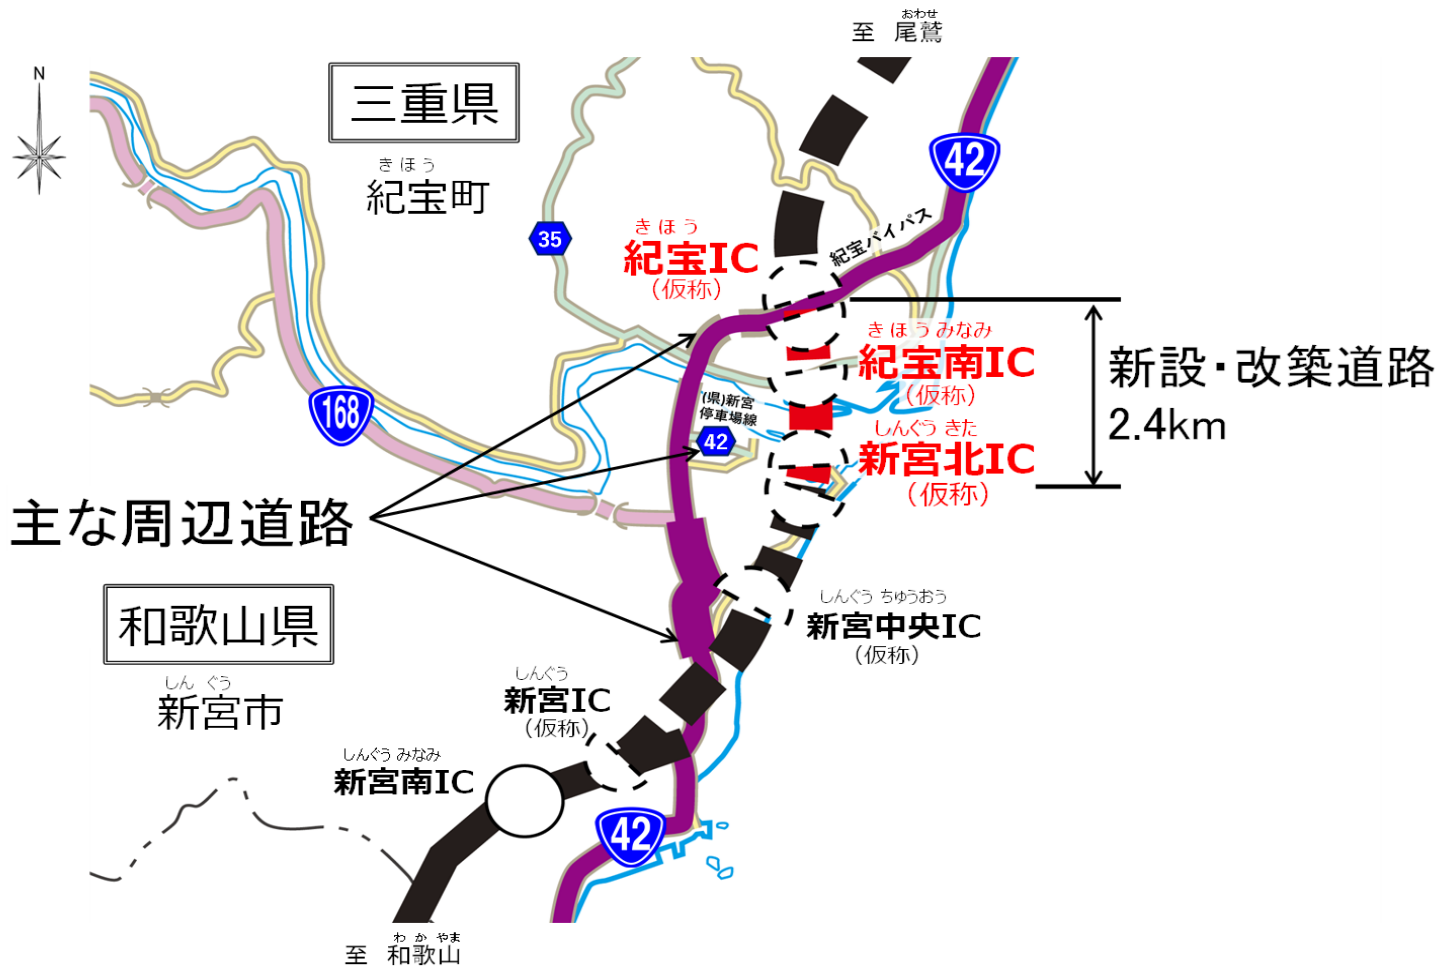 おわせ
至 尾鷲
N
三重県
きほう
紀宝町
42
35
紀宝バイパス
きほう
紀宝IC
(仮称)
きほうみなみ
紀宝南IC
(仮称)
新設・改築道路
2.4km
168
(県)新宮
停車場線
42
しんぐう きた
新宮北IC
(仮称)
主な周辺道路
和歌山県
しん ぐう
新宮市
しんぐう ちゅうおう
新宮中央IC
(仮称)
しんぐう
新宮IC
(仮称)
しんぐう みなみ
新宮南IC
42
わ か やま
至 和歌山